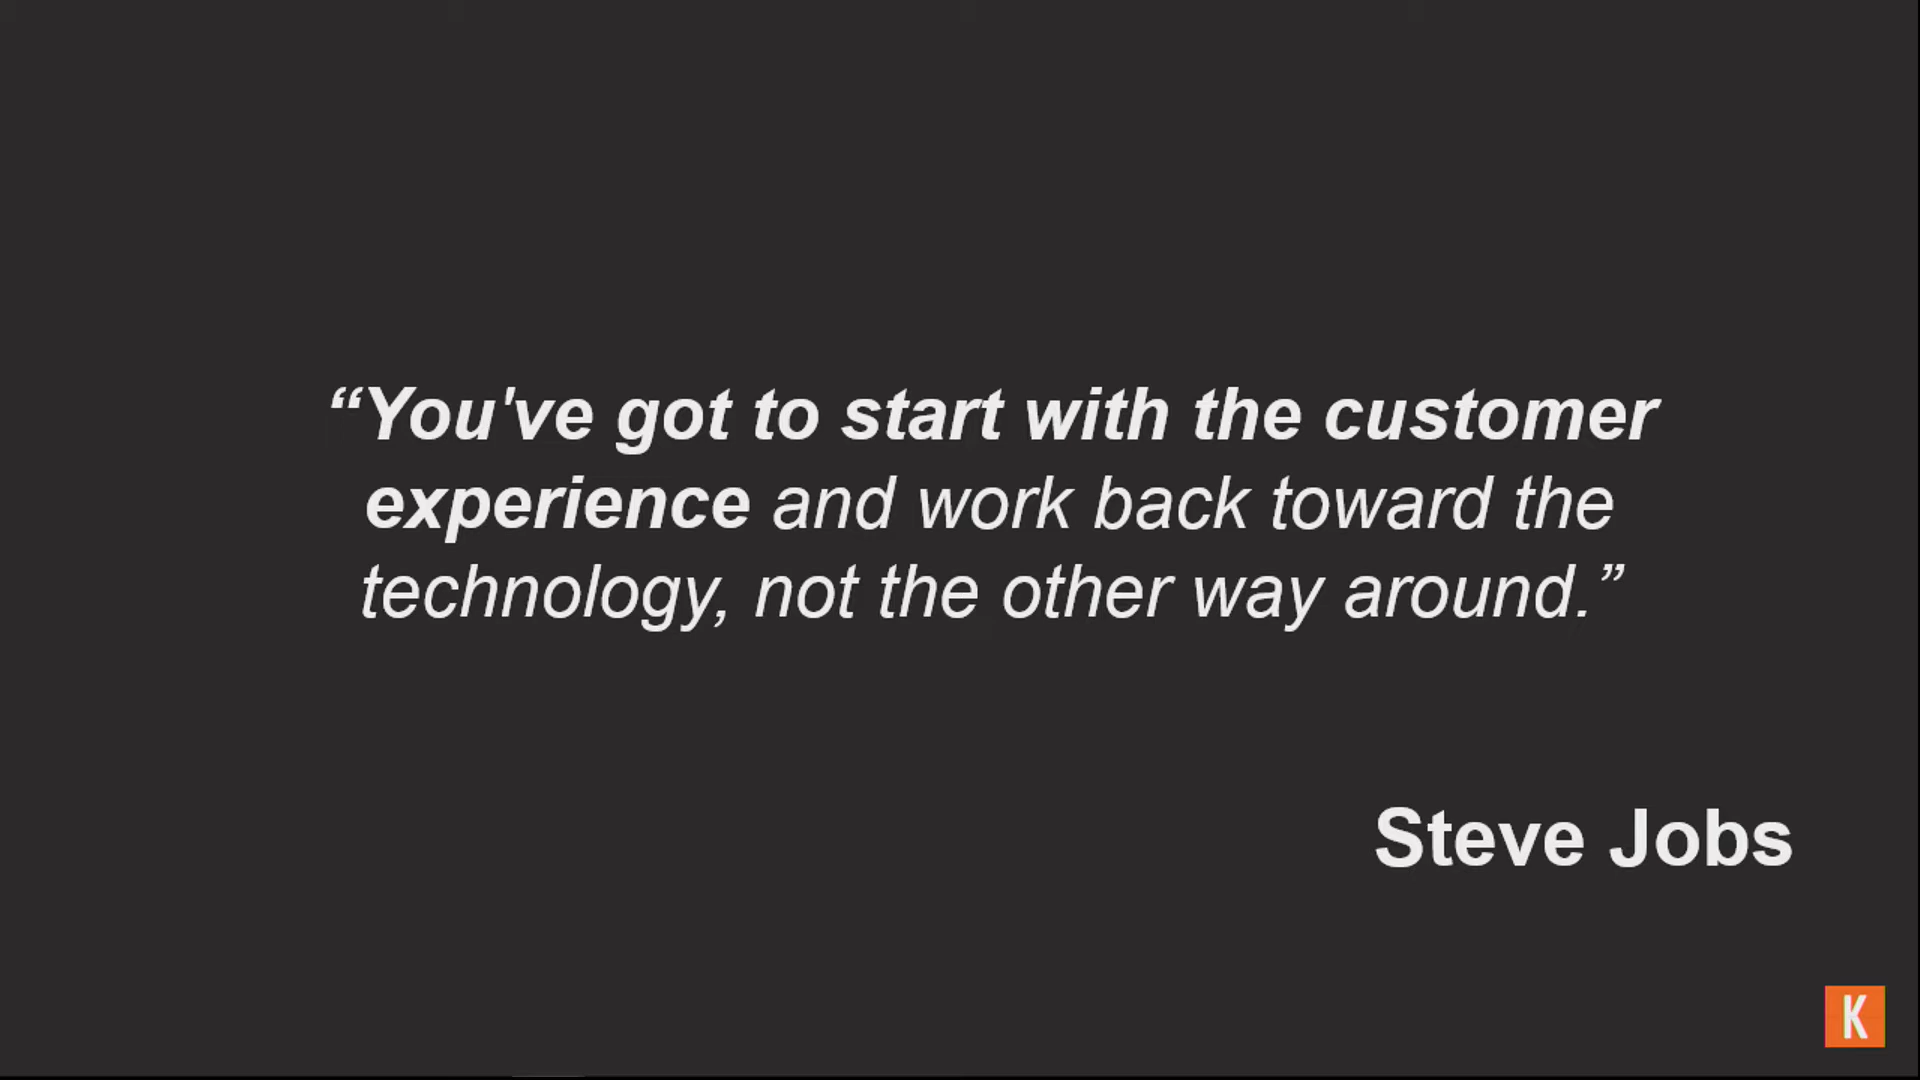 “You've got to start with the customer
experience and work back toward the
technology, not the other way around.”
Steve Jobs
K